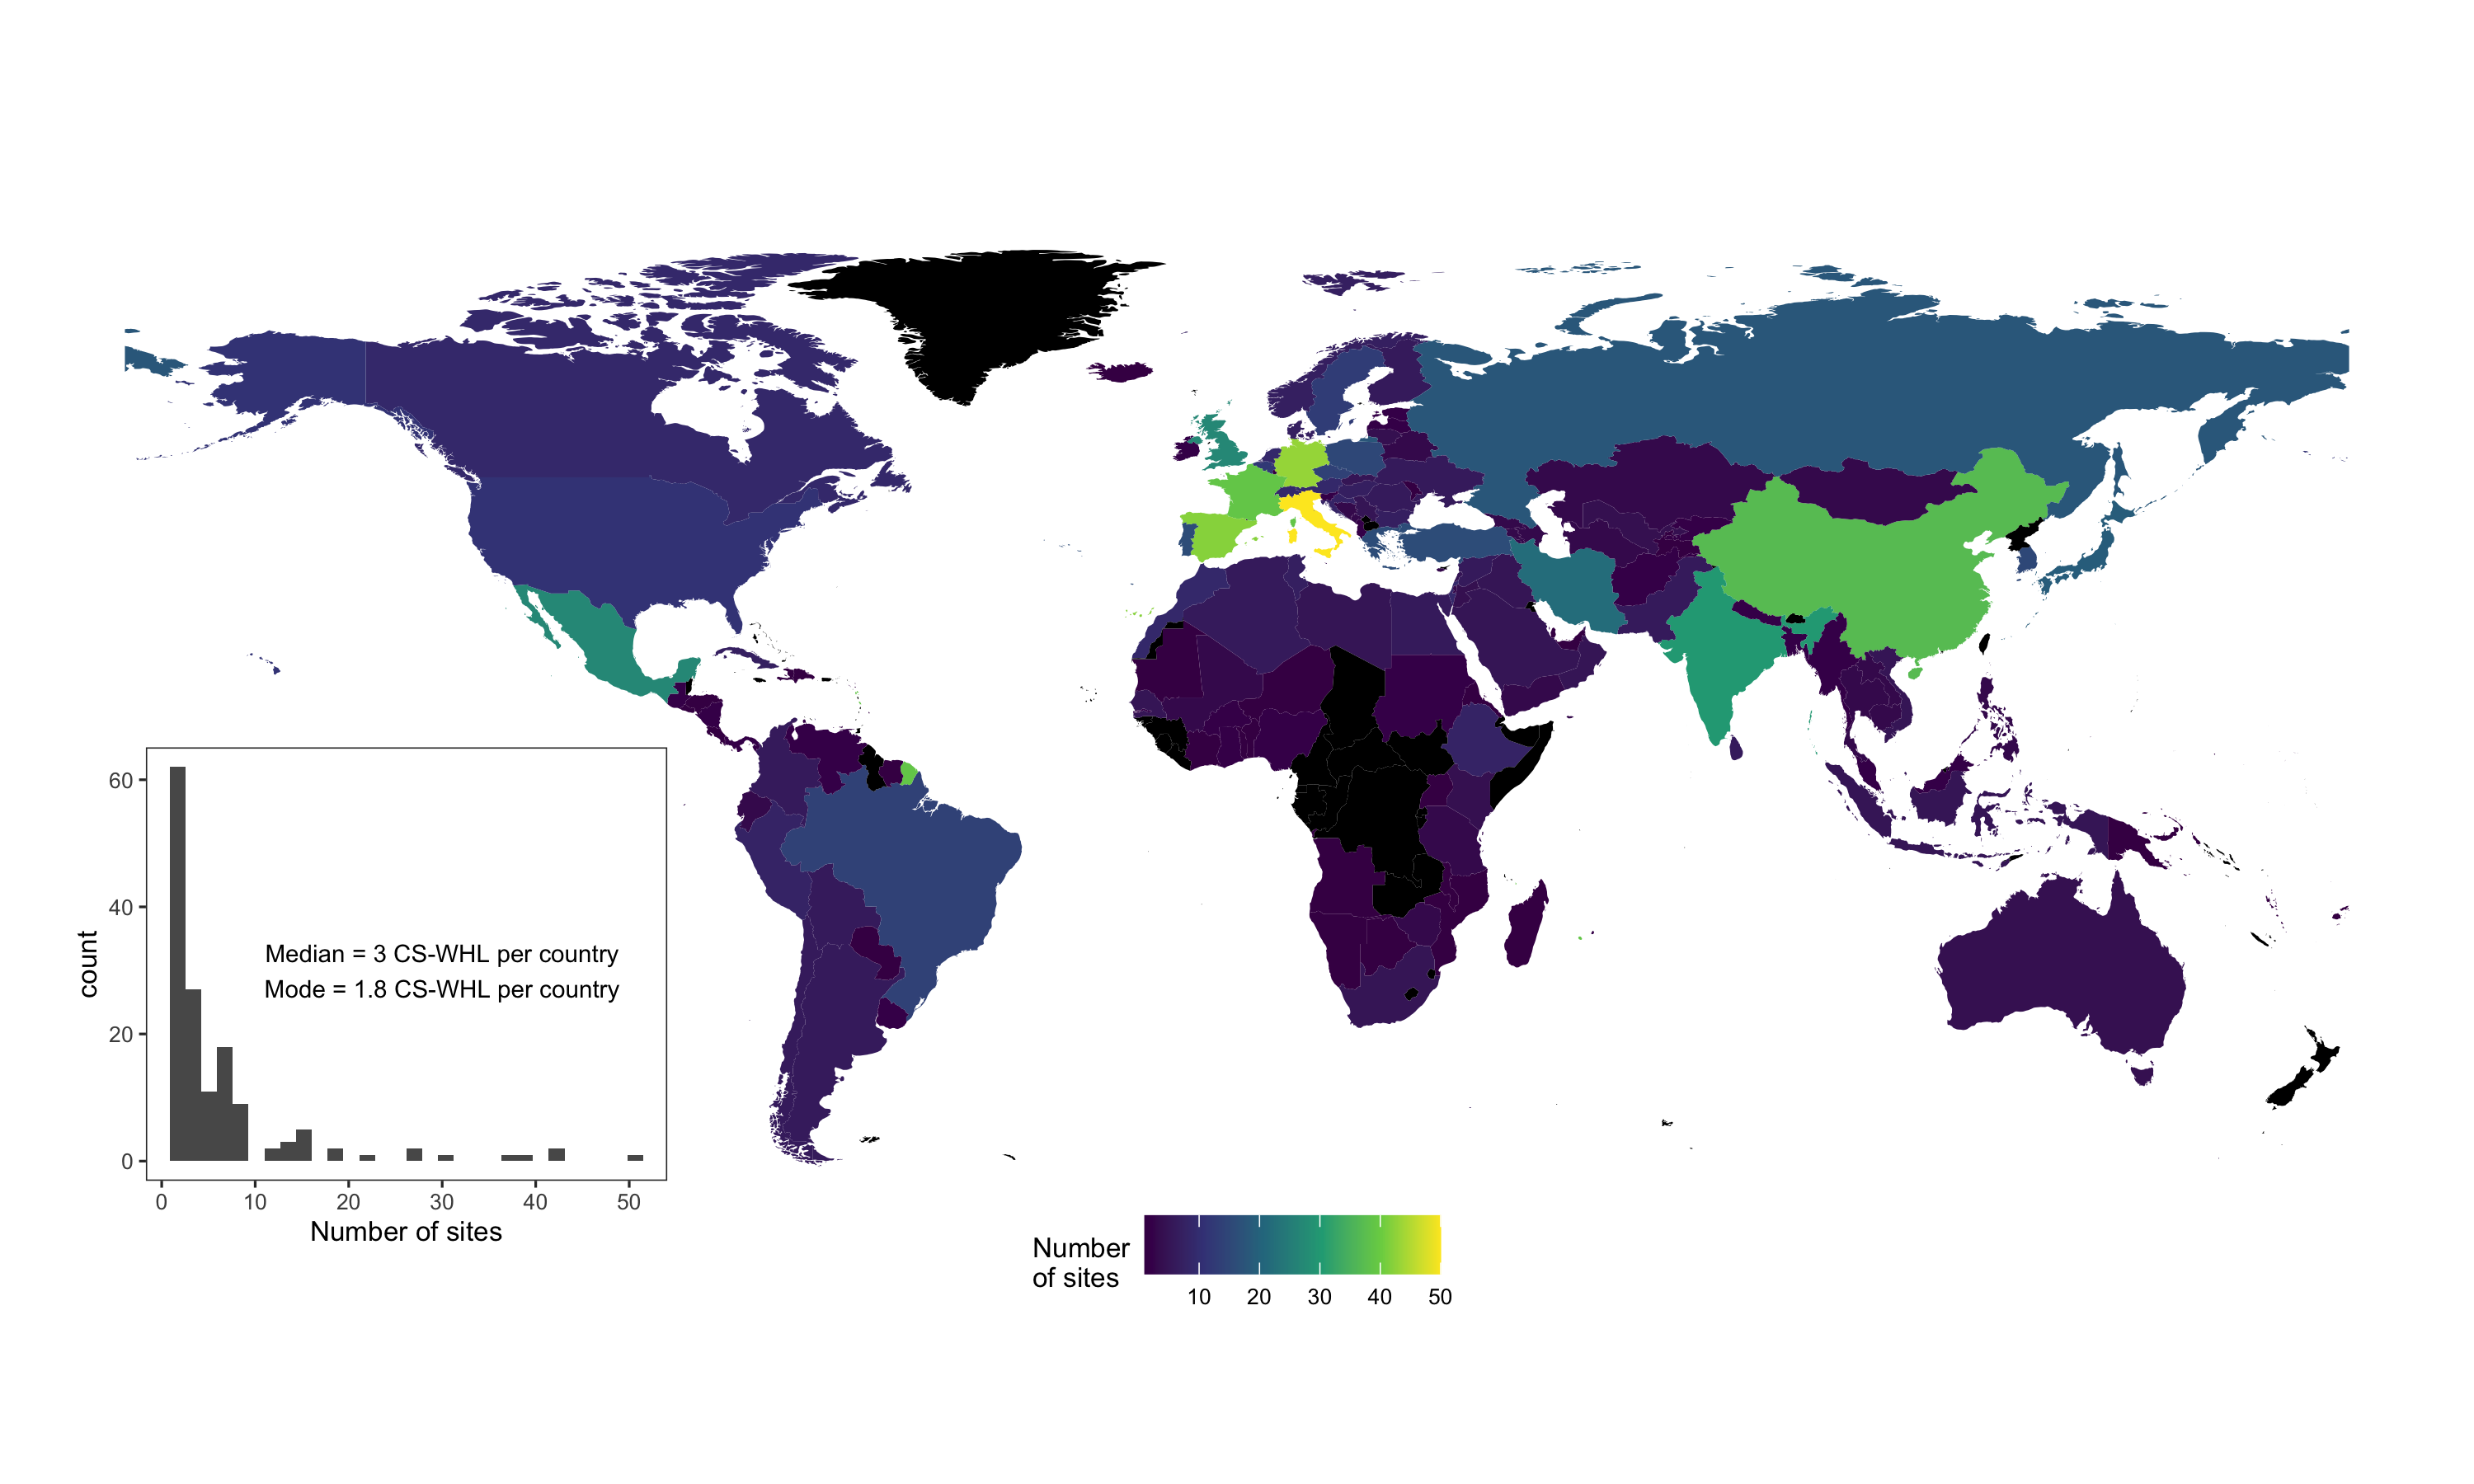 60
40
20
0
count
Median = 3 CS-WHL per country
Mode = 1.8 CS-WHL per country
0 10 20 30 40 50
Number of sites
Number
of sites
10 20 30 40 50